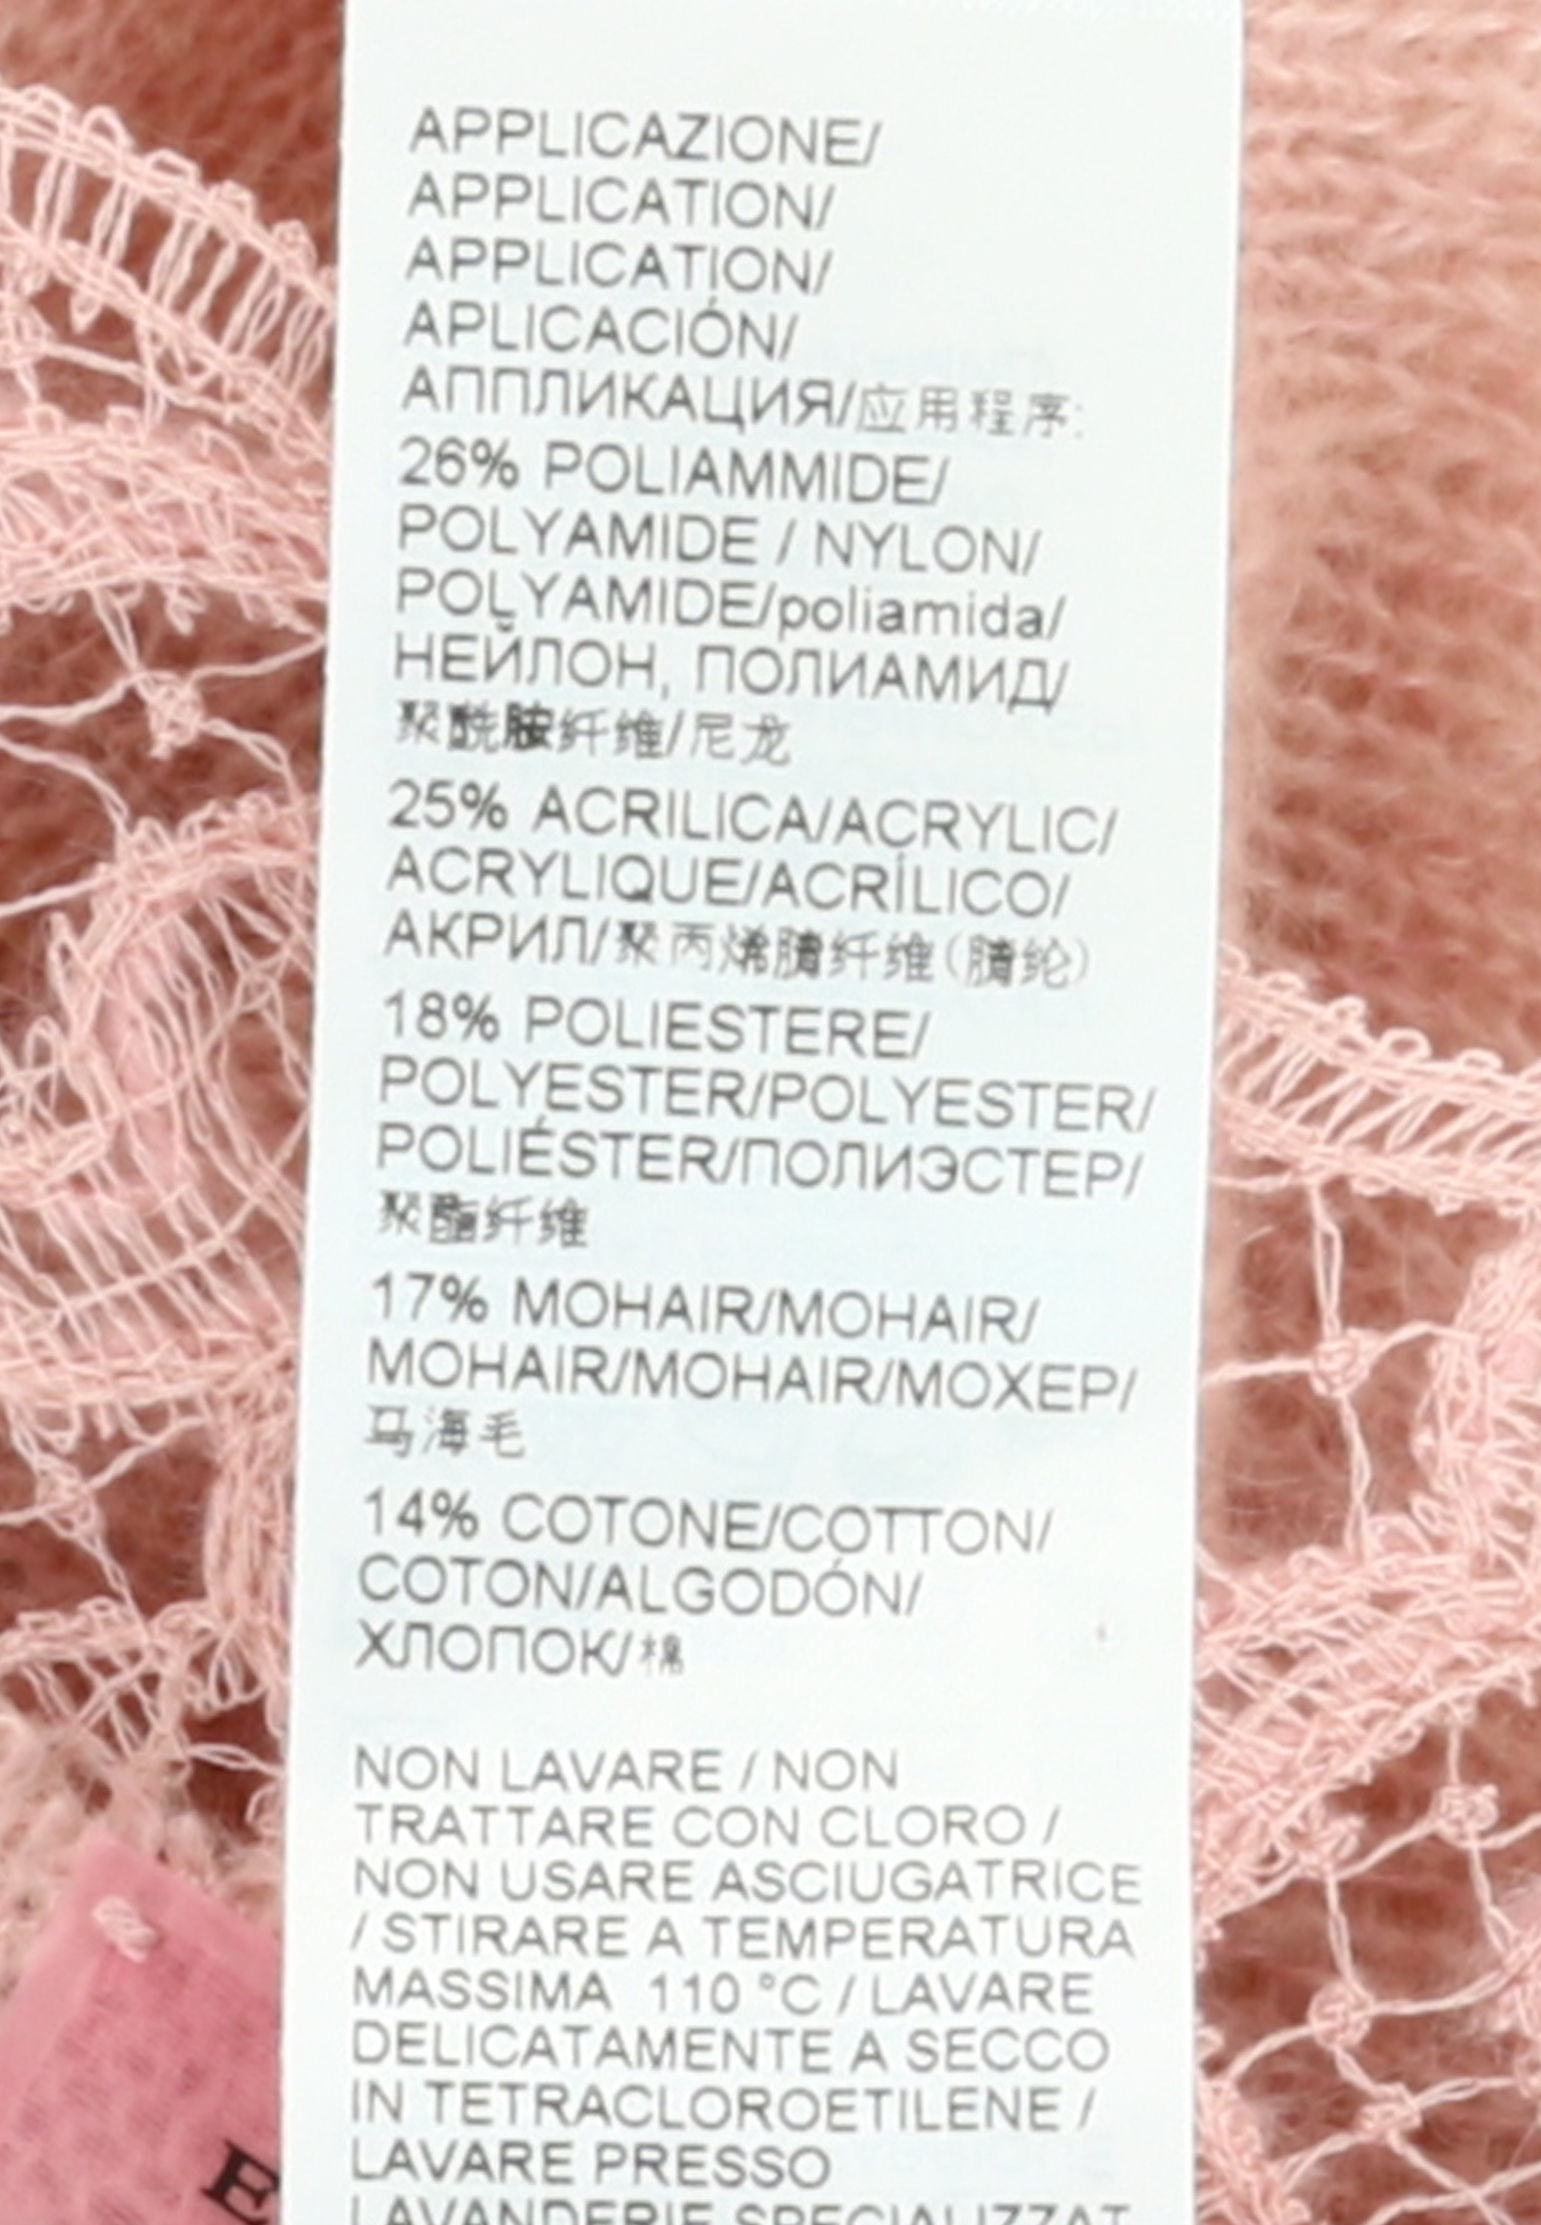 APPLICAZIONE/
APPLICATION/
APPLICATION/
APLICACIÓN/
АППЛИКАЦИЯ/应用程序:
26% POLIAMMIDE/
POLYAMIDE / NYLON/
POLYAMIDE/poliamida/
НЕЙЛОН, ПОЛИАМИД/
聚酰胺纤维/尼龙
25% ACRILICA/ACRYLIC/
ACRYLIQUE/ACRÍLICO/
АКРИЛ/聚丙烯腈纤维(腈纶)
18% POLIESTERE/
POLYESTER/POLYESTER/
POLIÉSTER/ПОЛИЭСТЕР/
聚酯纤维
17% MOHAIR/MOHAIR/
MOHAIR/MOHAIR/МОХЕР/
马海毛
14% COTONE/COTTON/
COTON/ALGODÓN/
ХЛОПОК/棉
NON LAVARE / NON
TRATTARE CON CLORO /
NON USARE ASCIUGATRICE
/ STIRARE A TEMPERATURA
MASSIMA 110 °C / LAVARE
DELICATAMENTE A SECCO
IN TETRACLOROETILENE /
LAVARE PRESSO
LAVANDERIE SPECIALIZZAT
E